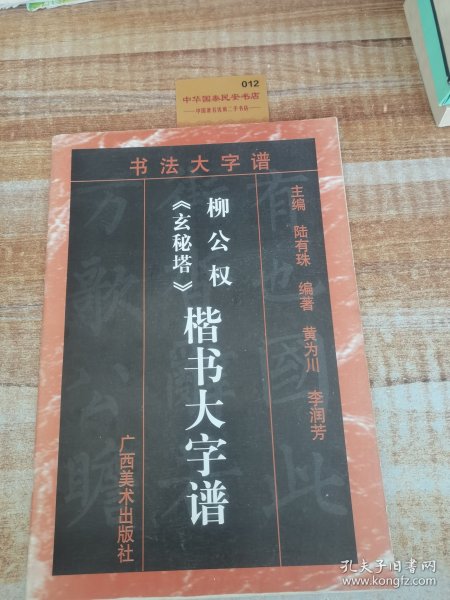 012
中华国泰民安书店
书法大字谱
主编 陆有珠 编著 黄为川 李润芳
柳公权
《玄秘塔》
楷书大字谱
广西美术出版社
孔夫子旧书网
www.kongfz.com